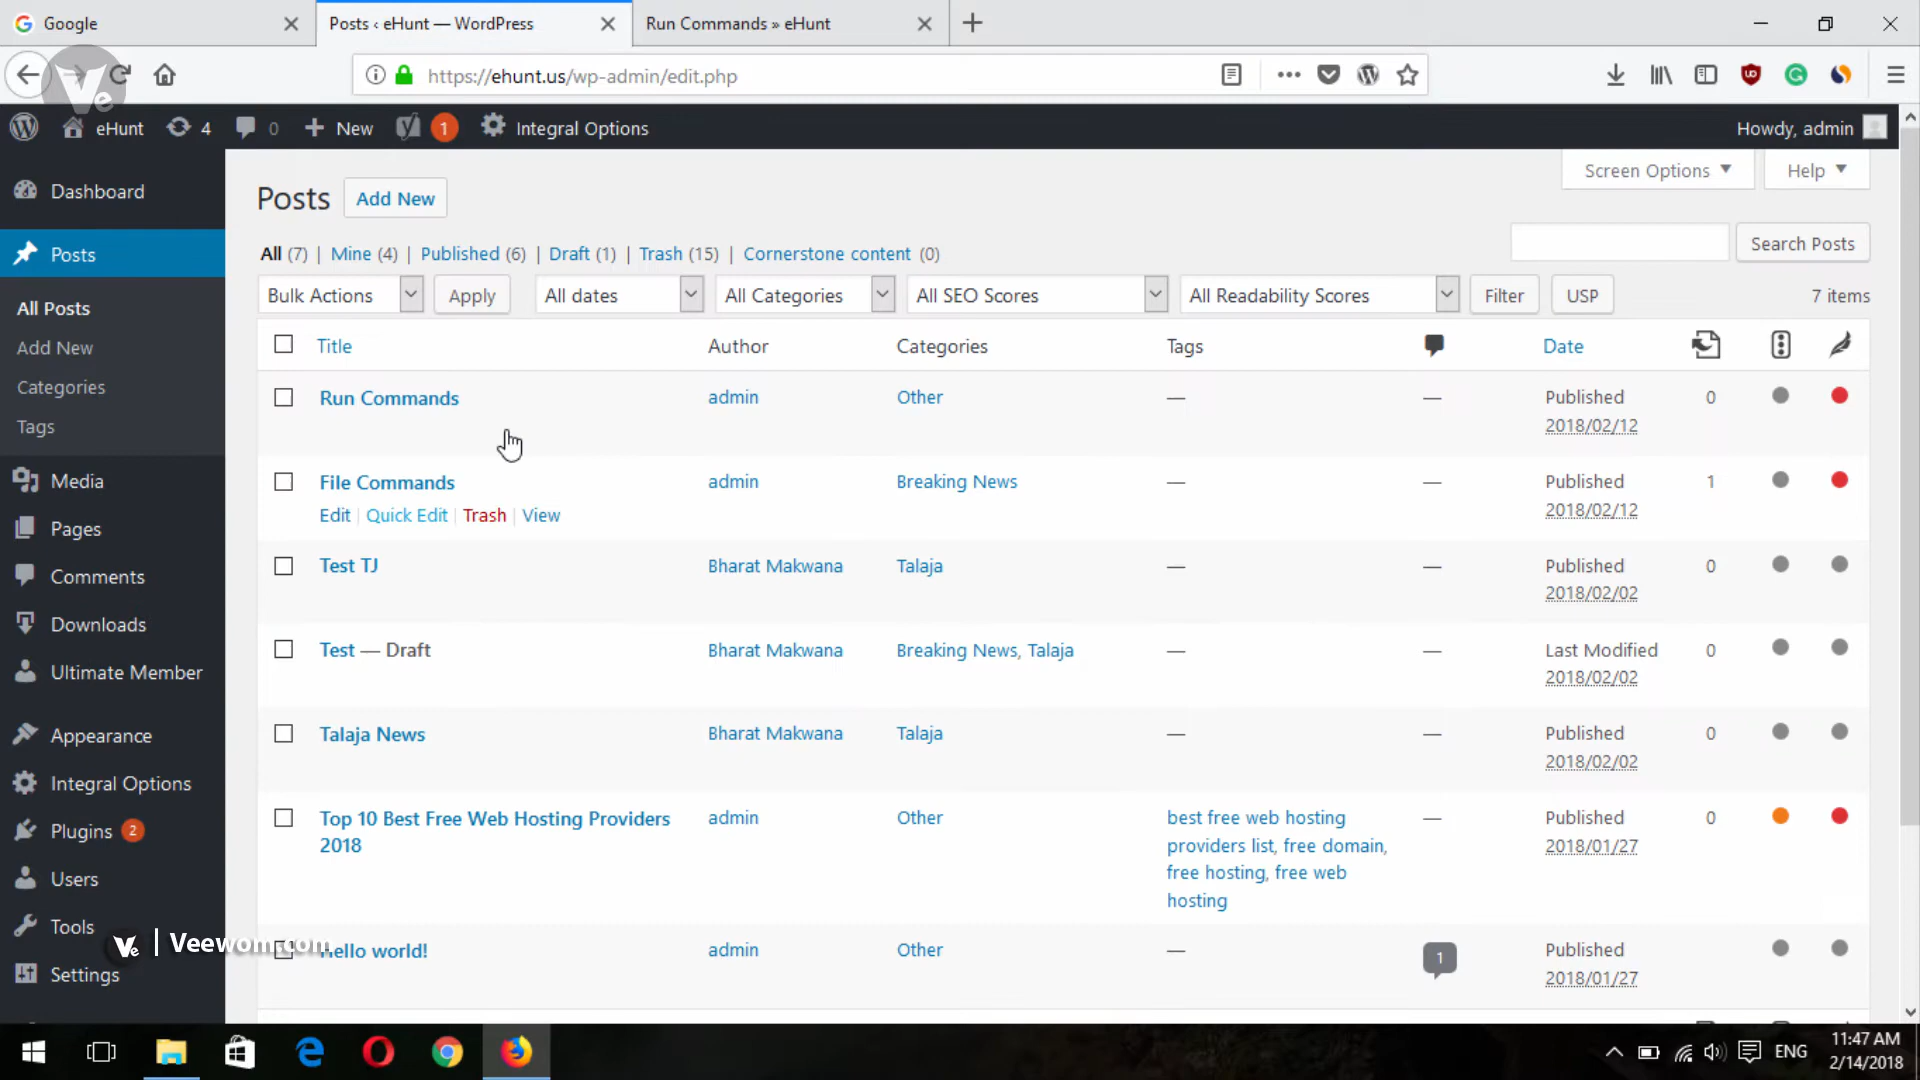 Google
Posts ‹ eHunt — WordPress
Run Commands » eHunt
https://ehunt.us/wp-admin/edit.php
eHunt
4
0
New
1
Integral Options
Howdy, admin
Screen Options
Help
Dashboard
Posts
All Posts
Add New
Categories
Tags
Media
Pages
Comments
Downloads
Ultimate Member
Appearance
Integral Options
Plugins 2
Users
Tools
Settings
Posts Add New
All (7) | Mine (4) | Published (6) | Draft (1) | Trash (15) | Cornerstone content (0)
Search Posts
Bulk Actions Apply All dates All Categories All SEO Scores All Readability Scores Filter USP 7 items
Title Author Categories Tags Date
Run Commands admin Other — — Published 0
2018/02/12
File Commands admin Breaking News — — Published 1
Edit | Quick Edit | Trash | View 2018/02/12
Test TJ Bharat Makwana Talaja — — Published 0
2018/02/02
Test — Draft Bharat Makwana Breaking News, Talaja — — Last Modified 0
2018/02/02
Talaja News Bharat Makwana Talaja — — Published 0
2018/02/02
Top 10 Best Free Web Hosting Providers admin Other best free web hosting — Published 0
2018 providers list, free domain, 2018/01/27
free hosting, free web
hosting
Hello world! admin Other — 1 Published
2018/01/27
Ve | Veewom.com
ENG
11:47 AM
2/14/2018